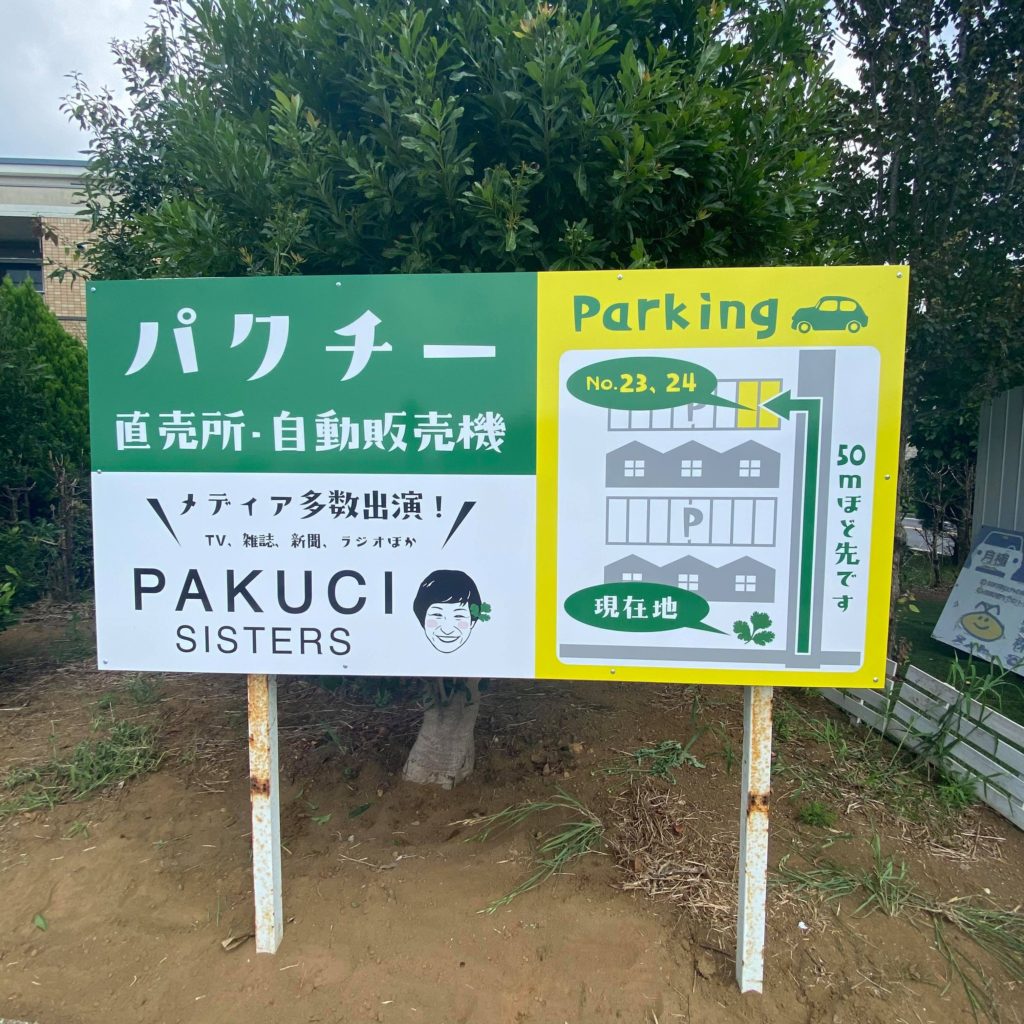 パクチー
直売所・自動販売機
メディア多数出演！
TV、雑誌、新聞、ラジオほか
PAKUCI
SISTERS
Parking
No.23、24
P
P
50mほど先です
現在地
月極